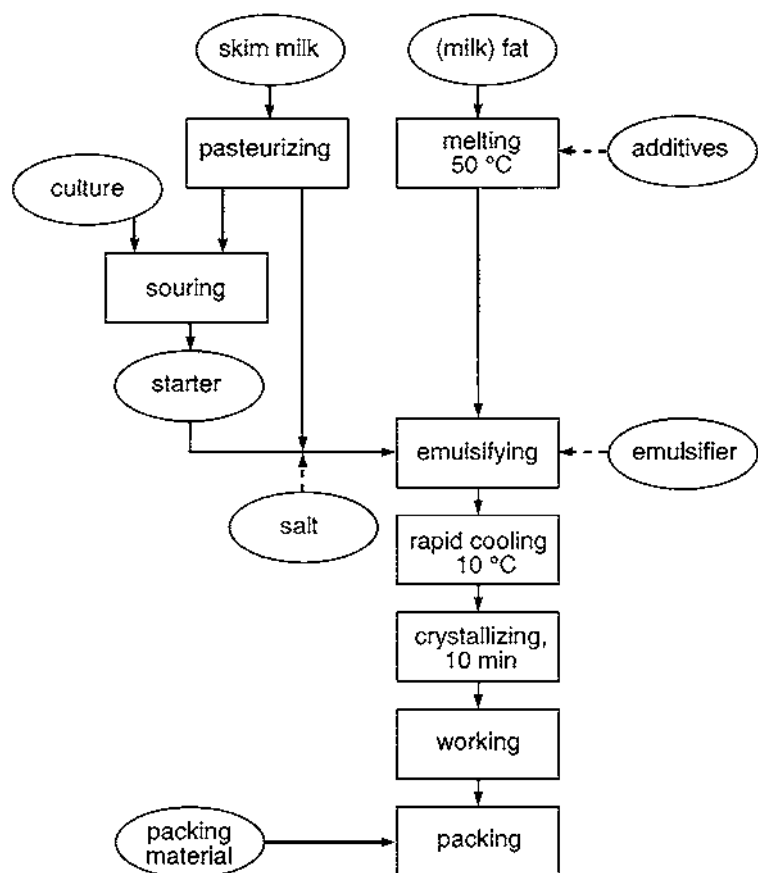 skim milk
(milk) fat
pasteurizing
melting
50 °C
additives
culture
souring
starter
emulsifying
emulsifier
salt
rapid cooling
10 °C
crystallizing,
10 min
working
packing
material
packing